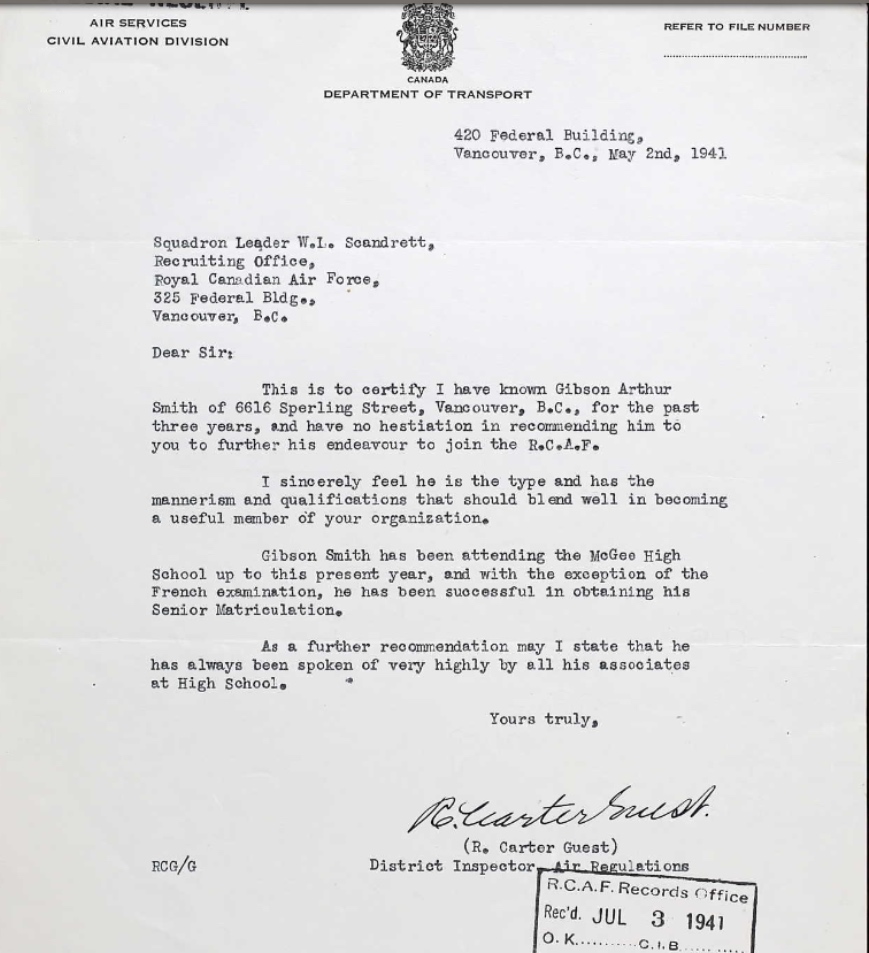 AIR SERVICES
CIVIL AVIATION DIVISION
REFER TO FILE NUMBER
CANADA
DEPARTMENT OF TRANSPORT
420 Federal Building,
Vancouver, B.C., May 2nd, 1941
Squadron Leader W.L. Scandrett,
Recruiting Office,
Royal Canadian Air Force,
325 Federal Bldg.,
Vancouver, B.C.
Dear Sir:
This is to certify I have known Gibson Arthur
Smith of 6616 Sperling Street, Vancouver, B.C., for the past
three years, and have no hestiation in recommending him to
you to further his endeavour to join the R.C.A.F.
I sincerely feel he is the type and has the
mannerism and qualifications that should blend well in becoming
a useful member of your organization.
Gibson Smith has been attending the McGee High
School up to this present year, and with the exception of the
French examination, he has been successful in obtaining his
Senior Matriculation.
As a further recommendation may I state that he
has always been spoken of very highly by all his associates
at High School.
Yours truly,
R. Carter Guest.
(R. Carter Guest)
RCG/G
District Inspector, Air Regulations
R.C.A.F. Records Office
Rec'd. JUL 3 1941
O.K..........C.I.B...........